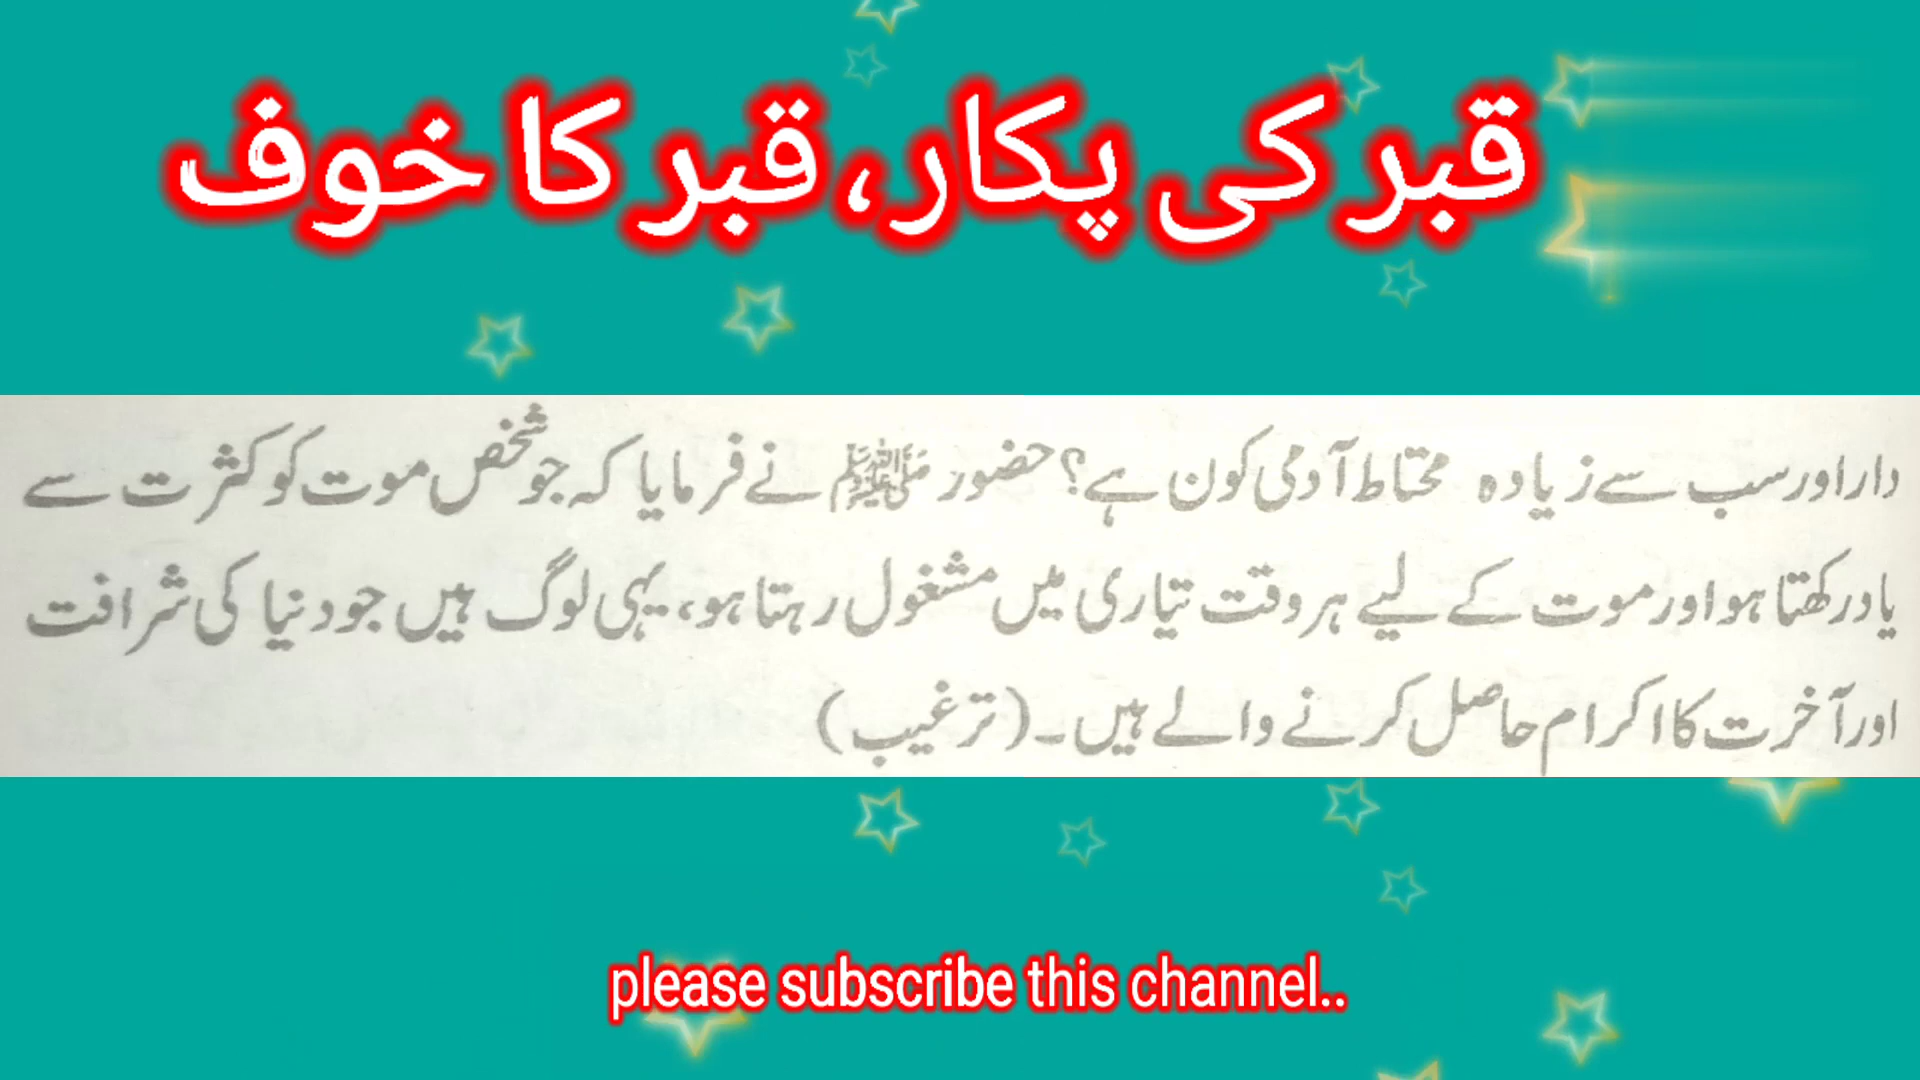 قبر کی پکار، قبر کا خوف
دار اور سب سے زیادہ محتاط آدمی کون ہے؟ حضور ﷺ نے فرمایا کہ جو شخص موت کو کثرت سے
یاد رکھتا ہو اور موت کے لیے ہر وقت تیاری میں مشغول رہتا ہو، یہی لوگ ہیں جو دنیا کی شرافت
اور آخرت کا اکرام حاصل کرنے والے ہیں۔ (ترغیب)
please subscribe this channel..